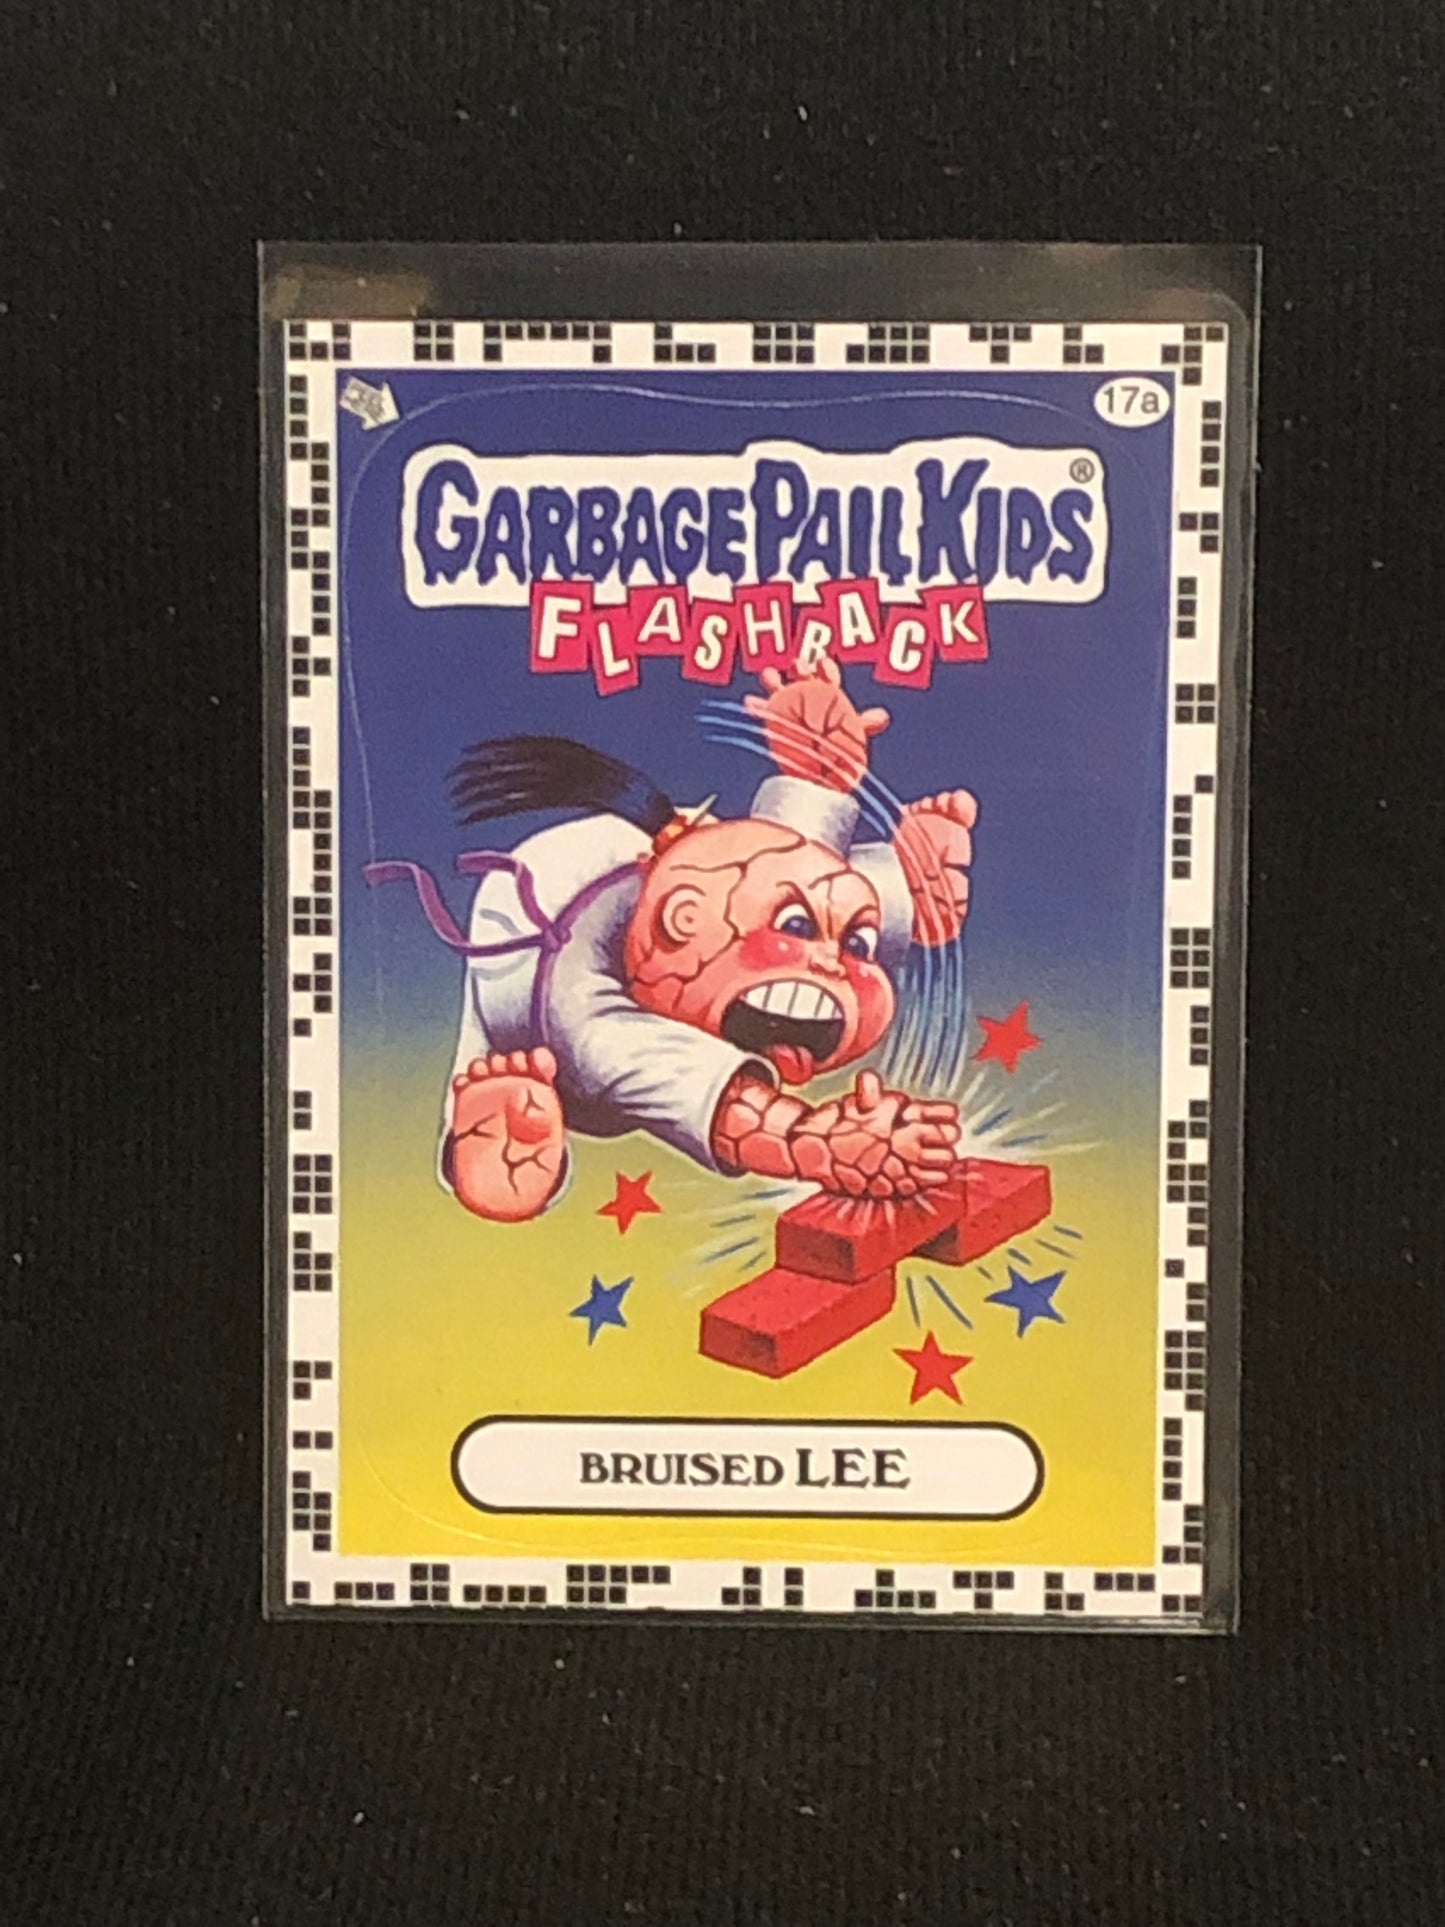 17a
GARBAGE PAIL KIDS®
FLASHBACK
BRUISED LEE